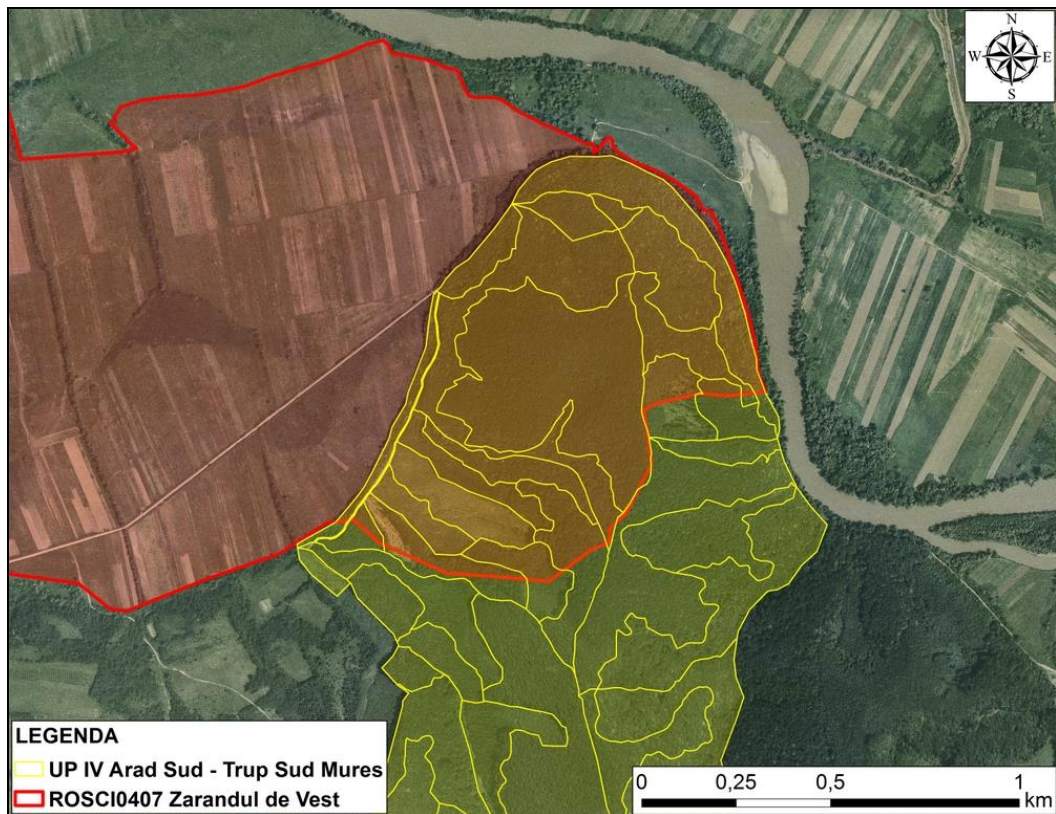 N
W E
S
LEGENDA
UP IV Arad Sud - Trup Sud Mures
ROSCI0407 Zarandul de Vest
0 0,25 0,5 1
km